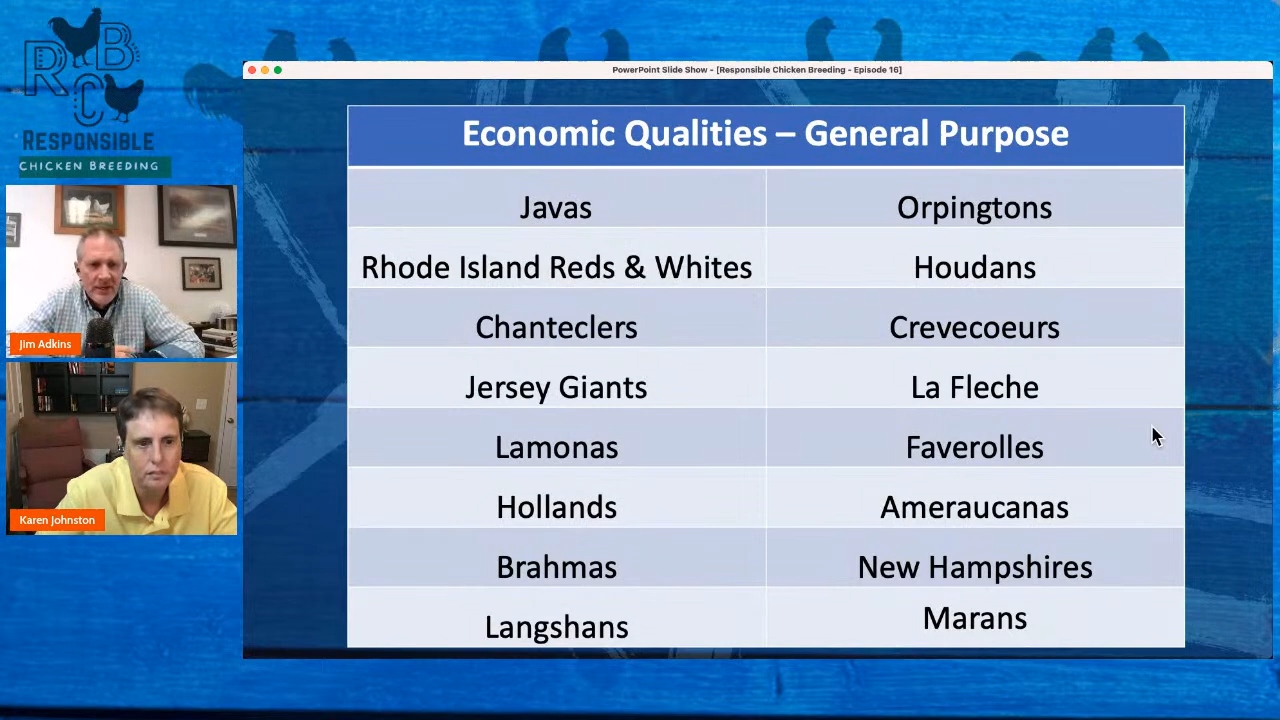 RBC
RESPONSIBLE
CHICKEN BREEDING
PowerPoint Slide Show - [Responsible Chicken Breeding - Episode 16]
Economic Qualities – General Purpose
Javas Orpingtons
Rhode Island Reds & Whites Houdans
Chanteclers Crevecoeurs
Jersey Giants La Fleche
Lamonas Faverolles
Hollands Ameraucanas
Brahmas New Hampshires
Langshans Marans
Jim Adkins
Karen Johnston